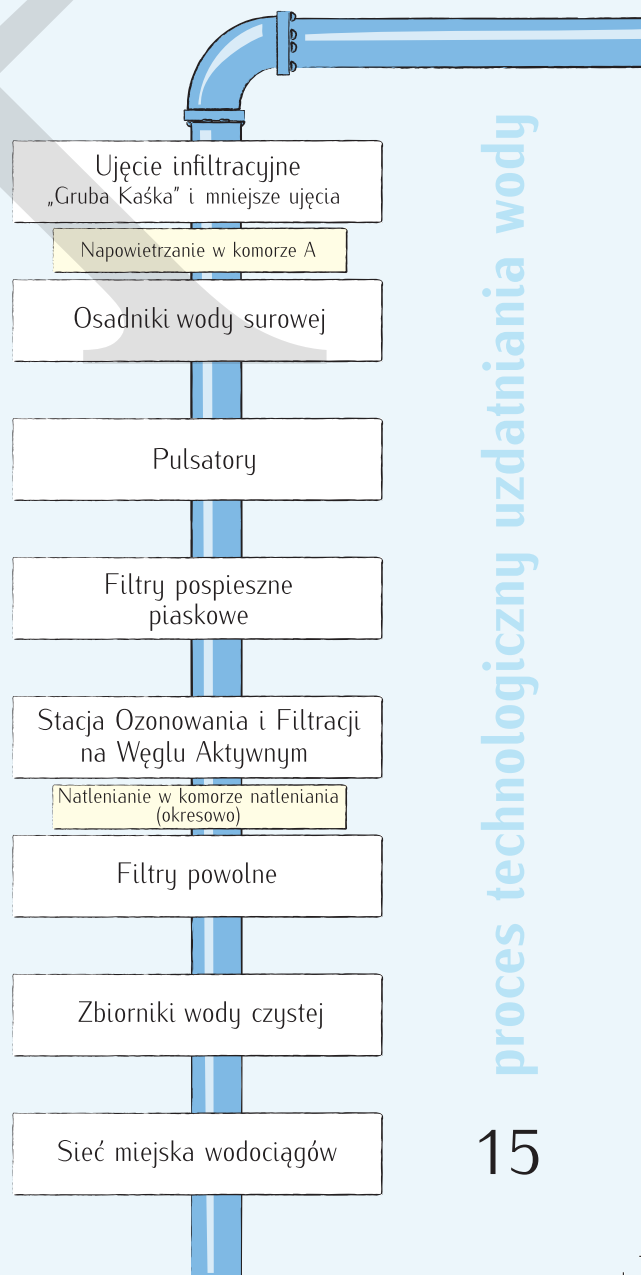 Ujęcie infiltracyjne
„Gruba Kaśka” i mniejsze ujęcia
Napowietrzanie w komorze A
Osadniki wody surowej
Pulsatory
Filtry pospieszne
piaskowe
Stacja Ozonowania i Filtracji
na Węglu Aktywnym
Natlenianie w komorze natleniania
(okresowo)
Filtry powolne
Zbiorniki wody czystej
Sieć miejska wodociągów
proces technologiczny uzdatniania wody
15